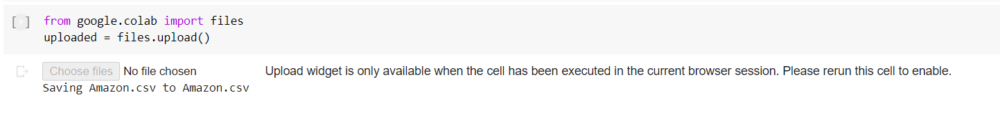 [ ] from google.colab import files
uploaded = files.upload()
Choose files No file chosen Upload widget is only available when the cell has been executed in the current browser session. Please rerun this cell to enable.
Saving Amazon.csv to Amazon.csv